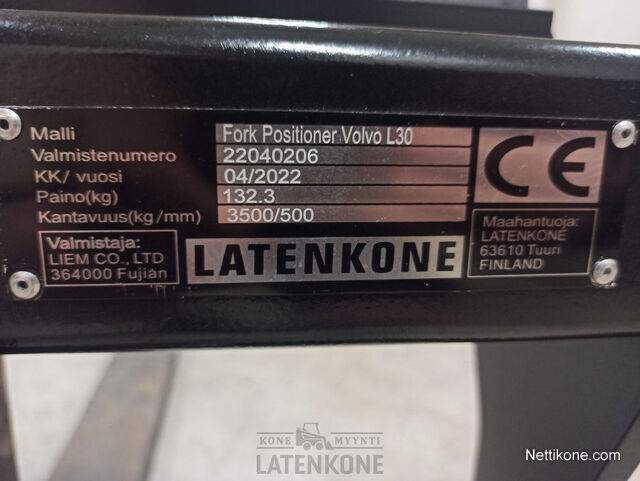 Malli Fork Positioner Volvo L30
Valmistenumero 22040206
KK/ vuosi 04/2022
Paino(kg) 132.3
Kantavuus(kg/mm) 3500/500
CE
Valmistaja:
LIEM CO., LTD
364000 Fujian
LATENKONE
Maahantuoja:
LATENKONE
63610 Tuuri
FINLAND
KONE MYYNTI
LATENKONE
Nettikone.com